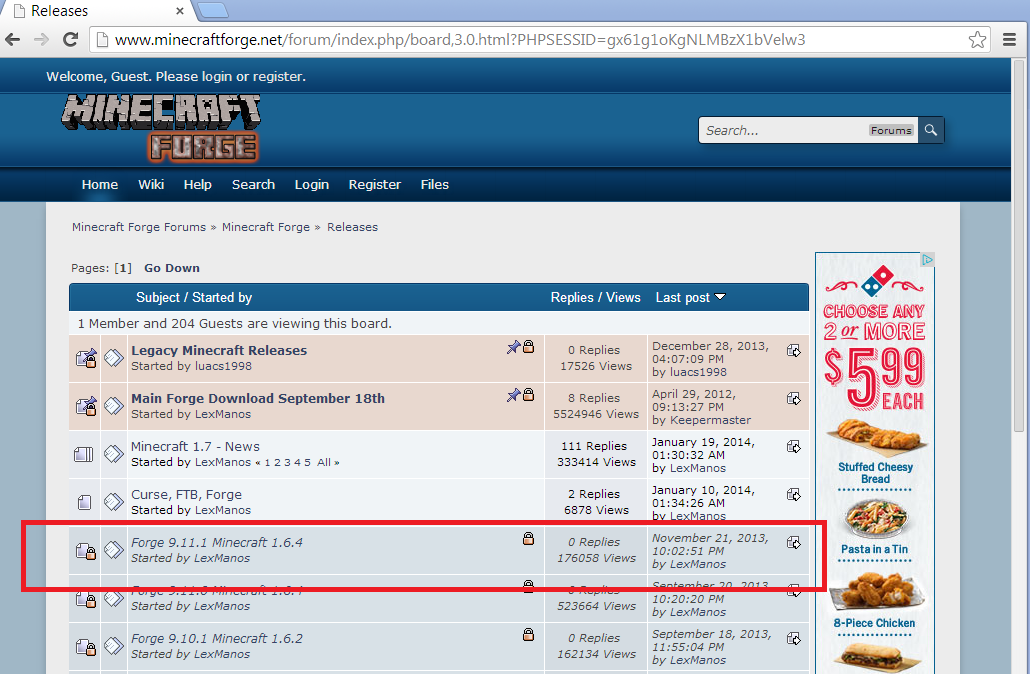 Releases
www.minecraftforge.net/forum/index.php/board,3.0.html?PHPSESSID=gx61g1oKgNLMBzX1bVelw3
Welcome, Guest. Please login or register.
MINECRAFT
FORGE
Search... Forums
Home Wiki Help Search Login Register Files
Minecraft Forge Forums » Minecraft Forge » Releases
Pages: [1] Go Down
Subject / Started by Replies / Views Last post
1 Member and 204 Guests are viewing this board.
Legacy Minecraft Releases
Started by luacs1998
0 Replies
17526 Views
December 28, 2013,
04:07:09 PM
by luacs1998
Main Forge Download September 18th
Started by LexManos
8 Replies
5524946 Views
April 29, 2012,
09:13:27 PM
by Keepermaster
Minecraft 1.7 - News
Started by LexManos « 1 2 3 4 5 All »
111 Replies
333414 Views
January 19, 2014,
01:30:32 AM
by LexManos
Curse, FTB, Forge
Started by LexManos
2 Replies
6878 Views
January 10, 2014,
01:34:26 AM
by LexManos
Forge 9.11.1 Minecraft 1.6.4
Started by LexManos
0 Replies
176058 Views
November 21, 2013,
10:02:51 PM
by LexManos
Started by LexManos
0 Replies
523664 Views
September 20, 2013,
10:20:20 PM
by LexManos
Forge 9.10.1 Minecraft 1.6.2
Started by LexManos
0 Replies
162134 Views
September 18, 2013,
11:55:04 PM
by LexManos
CHOOSE ANY
2 or MORE
$5.99
EACH
Stuffed Cheesy
Bread
Pasta in a Tin
8-Piece Chicken